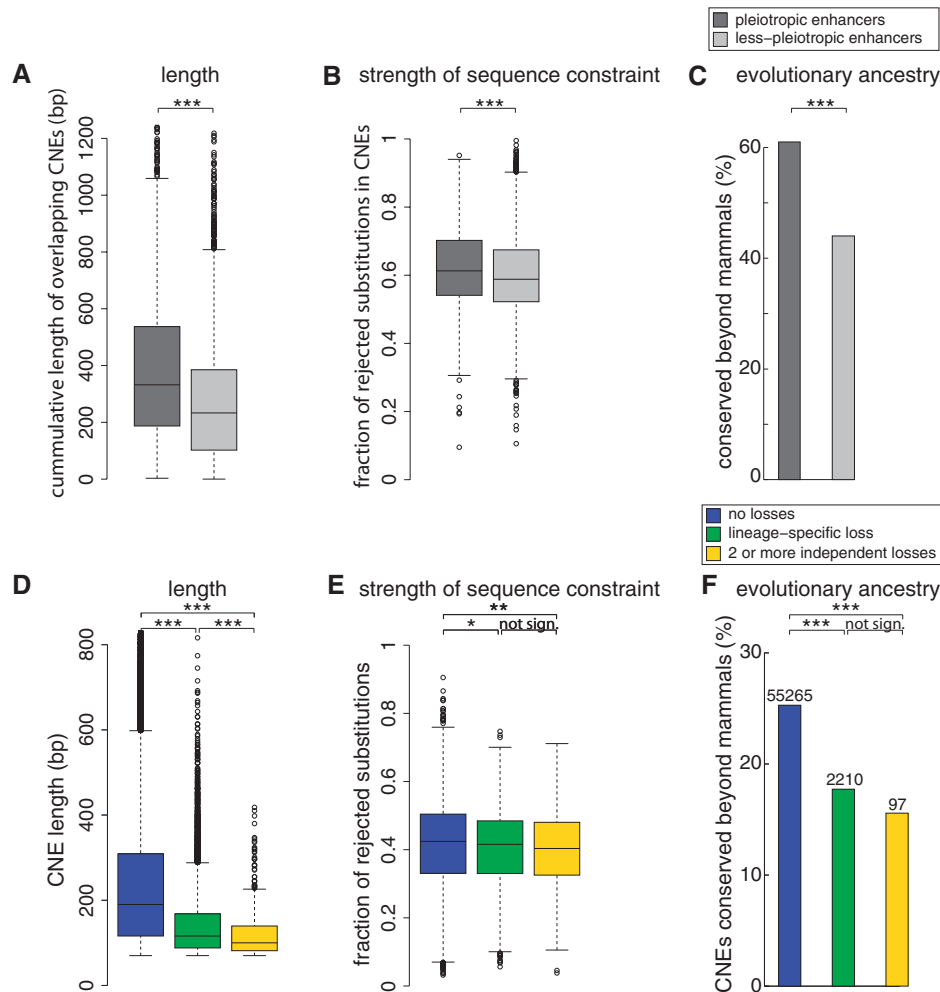 pleiotropic enhancers
less−pleiotropic enhancers
A
length
B
strength of sequence constraint
C
evolutionary ancestry
***
***
***
cummulative length of overlapping CNEs (bp)
0
200
400
600
800
1000
1200
fraction of rejected substitutions in CNEs
0
0.2
0.4
0.6
0.8
1
conserved beyond mammals (%)
0
20
40
60
no losses
lineage−specific loss
2 or more independent losses
D
length
E
strength of sequence constraint
F
evolutionary ancestry
***
***
***
**
*
not sign.
***
***
not sign.
CNE length (bp)
0
200
400
600
800
fraction of rejected substitutions
0
0.2
0.4
0.6
0.8
1
CNEs conserved beyond mammals (%)
0
10
20
30
55265
2210
97